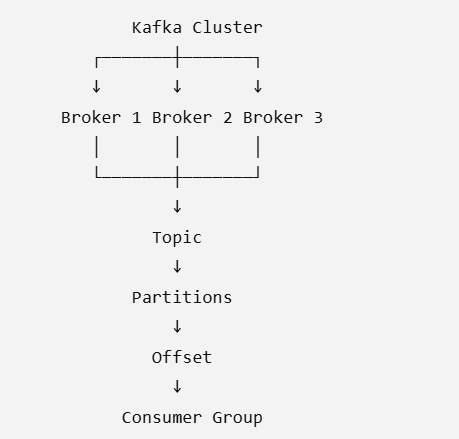 Kafka Cluster
Broker 1 Broker 2 Broker 3
Topic
Partitions
Offset
Consumer Group